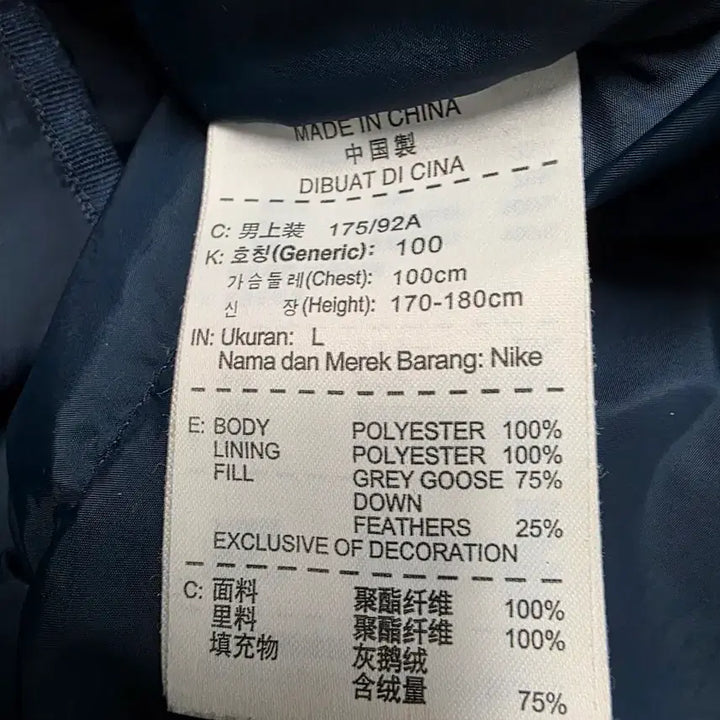 MADE IN CHINA
中国製
DIBUAT DI CINA
C: 男上装 175/92A
K: 호칭(Generic): 100
가슴둘레(Chest): 100cm
신 장(Height): 170-180cm
IN: Ukuran: L
Nama dan Merek Barang: Nike
E: BODY POLYESTER 100%
LINING POLYESTER 100%
FILL GREY GOOSE 75%
DOWN
FEATHERS 25%
EXCLUSIVE OF DECORATION
C: 面料 聚酯纤维 100%
里料 聚酯纤维 100%
填充物 灰鹅绒
含绒量 75%